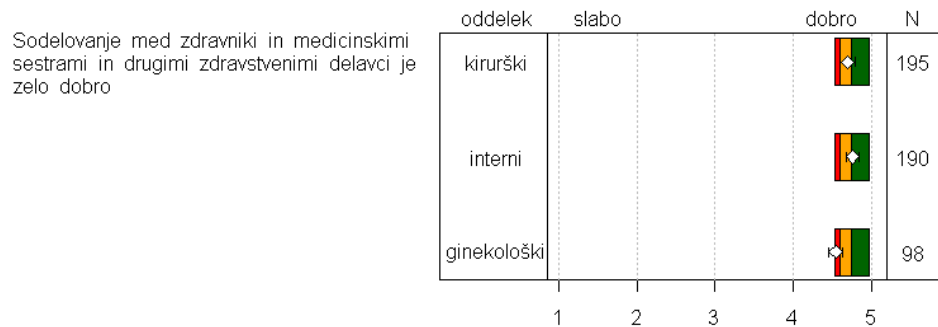 oddelek slabo dobro N
Sodelovanje med zdravniki in medicinskimi
sestrami in drugimi zdravstvenimi delavci je
zelo dobro
kirurški 195
interni 190
ginekološki 98
1 2 3 4 5